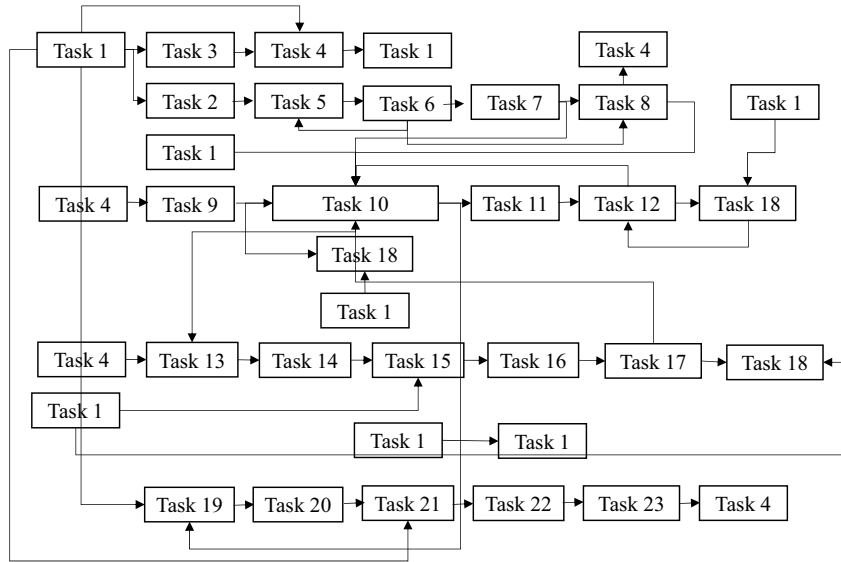 Task 1
Task 3
Task 4
Task 1
Task 4
Task 2
Task 5
Task 6
Task 7
Task 8
Task 1
Task 1
Task 4
Task 9
Task 10
Task 11
Task 12
Task 18
Task 18
Task 1
Task 4
Task 13
Task 14
Task 15
Task 16
Task 17
Task 18
Task 1
Task 1
Task 1
Task 19
Task 20
Task 21
Task 22
Task 23
Task 4